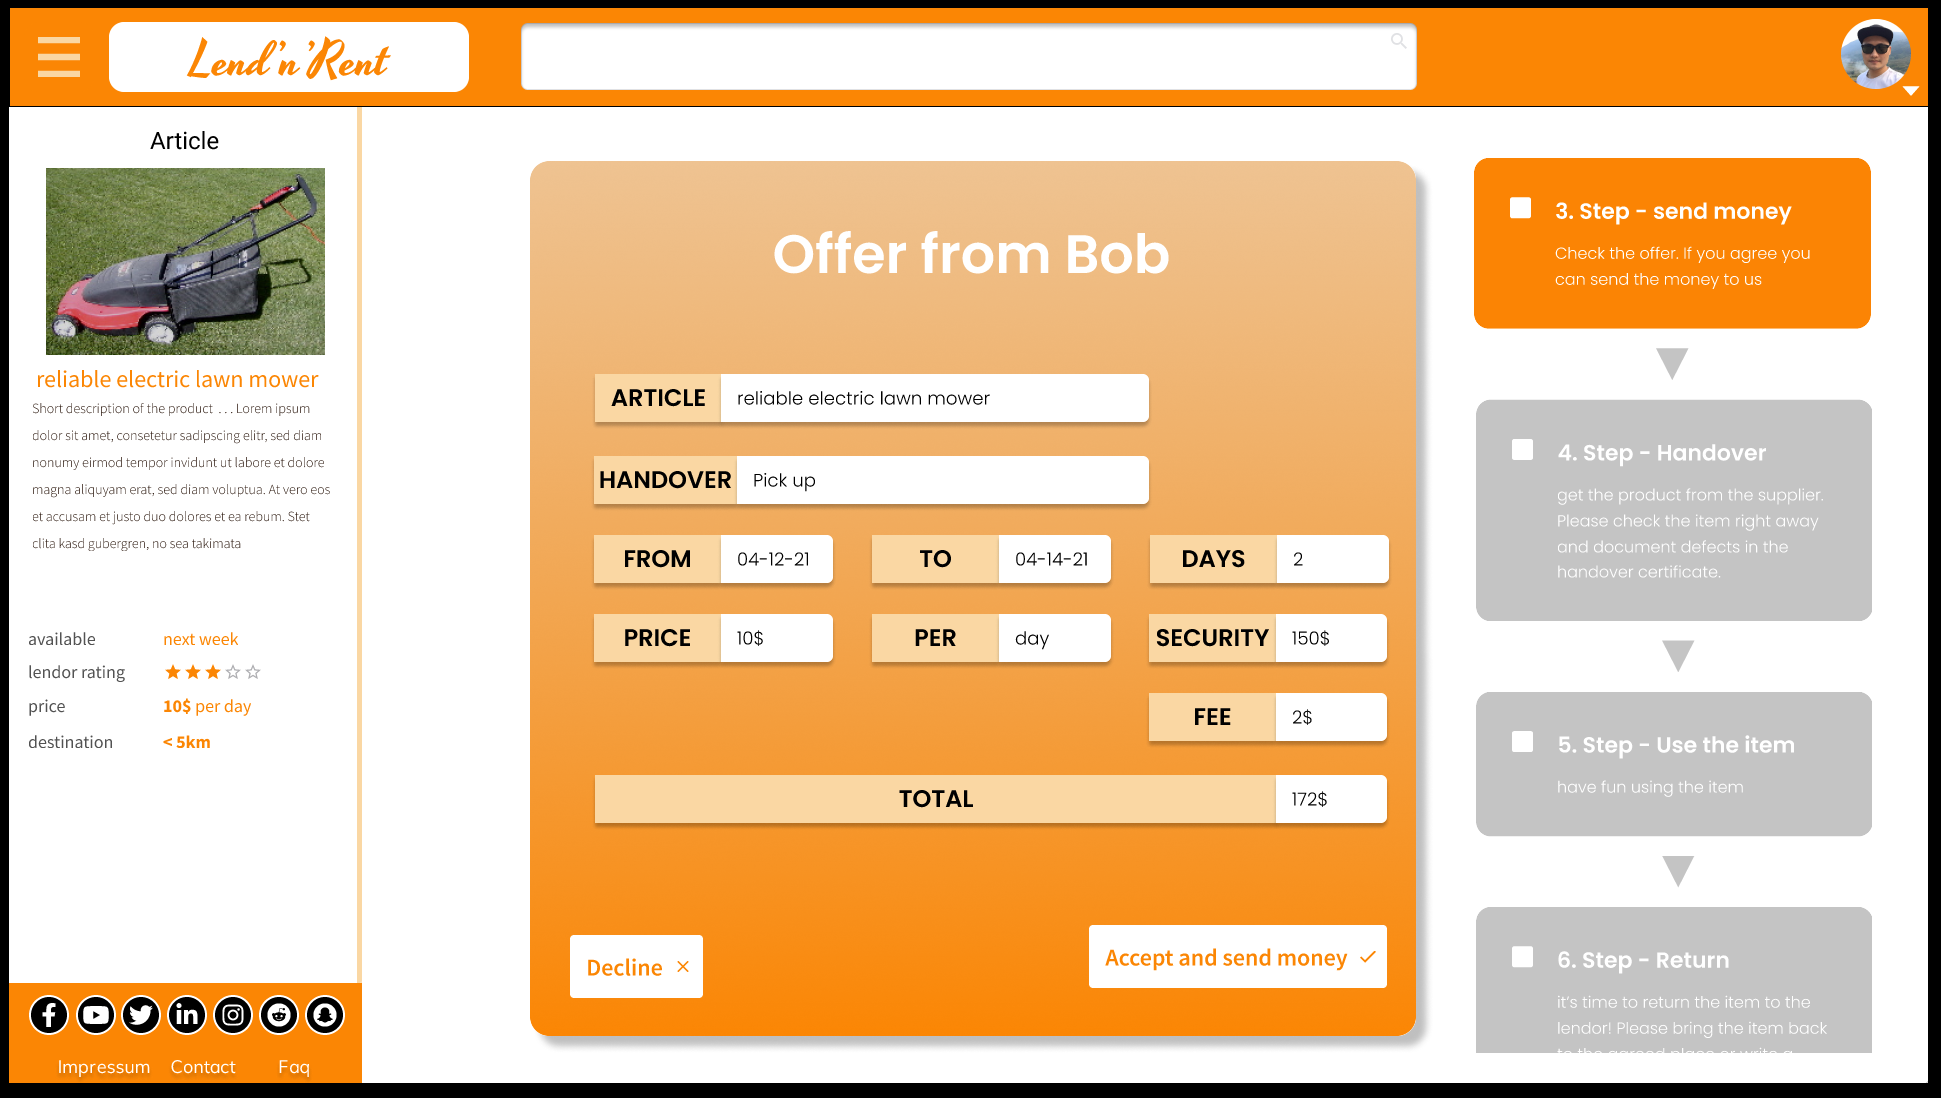 Lend'n'Rent
Article
reliable electric lawn mower
Short description of the product ... Lorem ipsum
dolor sit amet, consetetur sadipscing elitr, sed diam
nonumy eirmod tempor invidunt ut labore et dolore
magna aliquyam erat, sed diam voluptua. At vero eos
et accusam et justo duo dolores et ea rebum. Stet
clita kasd gubergren, no sea takimata
available next week
lendor rating
price 10$ per day
destination < 5km
Impressum Contact Faq
Offer from Bob
ARTICLE reliable electric lawn mower
HANDOVER Pick up
FROM 04-12-21 TO 04-14-21 DAYS 2
PRICE 10$ PER day SECURITY 150$
FEE 2$
TOTAL 172$
Decline
Accept and send money
3. Step - send money
Check the offer. If you agree you
can send the money to us
4. Step - Handover
get the product from the supplier.
Please check the item right away
and document defects in the
handover certificate.
5. Step - Use the item
have fun using the item
6. Step - Return
it's time to return the item to the
lendor! Please bring the item back
to the agreed place or write a